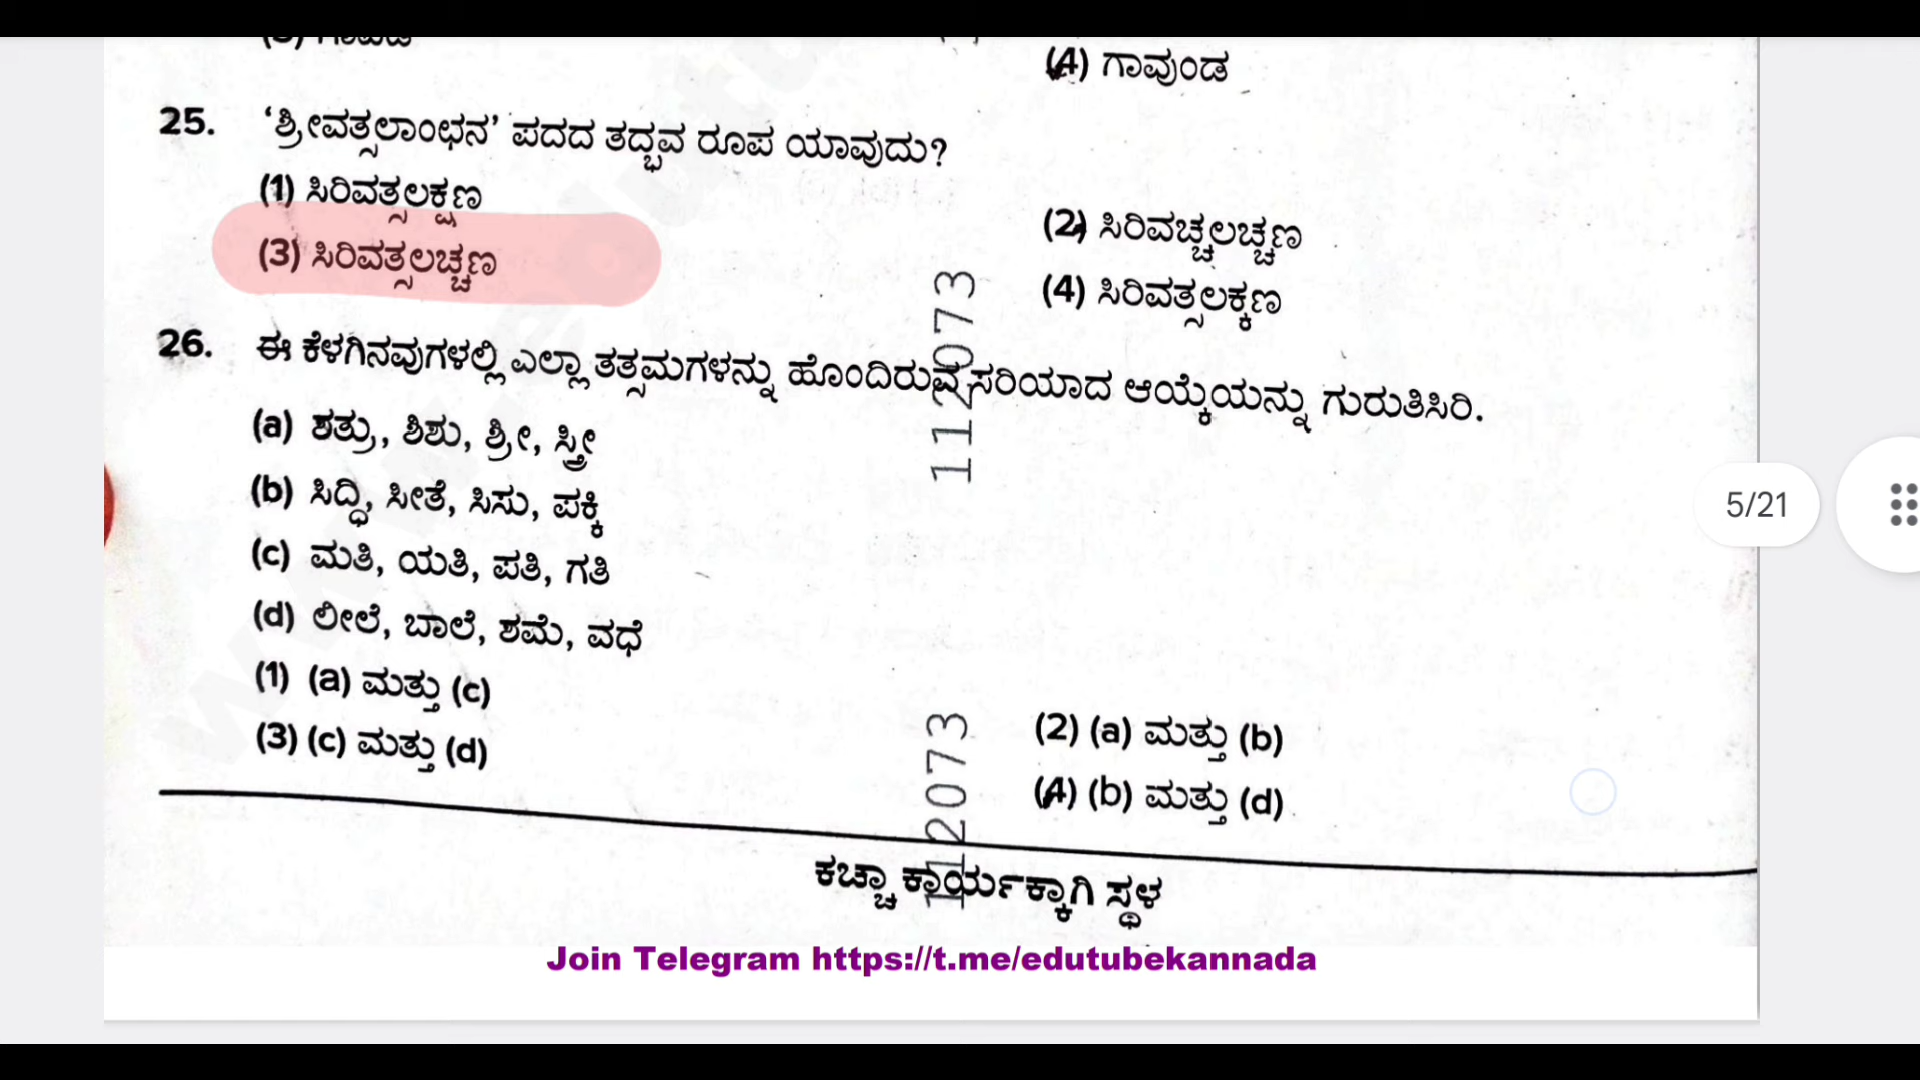 (4) ಗಾವುಂಡ
25. ‘ಶ್ರೀವತ್ಸಲಾಂಛನ’ ಪದದ ತದ್ಭವ ರೂಪ ಯಾವುದು?
(1) ಸಿರಿವತ್ಸಲಕ್ಷಣ
(2) ಸಿರಿವಚ್ಚಲಚ್ಚಣ
(3) ಸಿರಿವತ್ಸಲಚ್ಚಣ
(4) ಸಿರಿವತ್ಸಲಕ್ಕಣ
26. ಈ ಕೆಳಗಿನವುಗಳಲ್ಲಿ ಎಲ್ಲಾ ತತ್ಸಮಗಳನ್ನು ಹೊಂದಿರುವ ಸರಿಯಾದ ಆಯ್ಕೆಯನ್ನು ಗುರುತಿಸಿರಿ.
(a) ಶತ್ರು, ಶಿಶು, ಶ್ರೀ, ಸ್ತ್ರೀ
(b) ಸಿದ್ಧಿ, ಸೀತೆ, ಸಿಸು, ಪಕ್ಕಿ
(c) ಮತಿ, ಯತಿ, ಪತಿ, ಗತಿ
(d) ಲೀಲೆ, ಬಾಲೆ, ಶಮೆ, ವಧೆ
(1) (a) ಮತ್ತು (c)
(2) (a) ಮತ್ತು (b)
(3) (c) ಮತ್ತು (d)
(4) (b) ಮತ್ತು (d)
112073
112073
ಕಚ್ಚಾ ಕಾರ್ಯಕ್ಕಾಗಿ ಸ್ಥಳ
Join Telegram https://t.me/edutubekannada
5/21